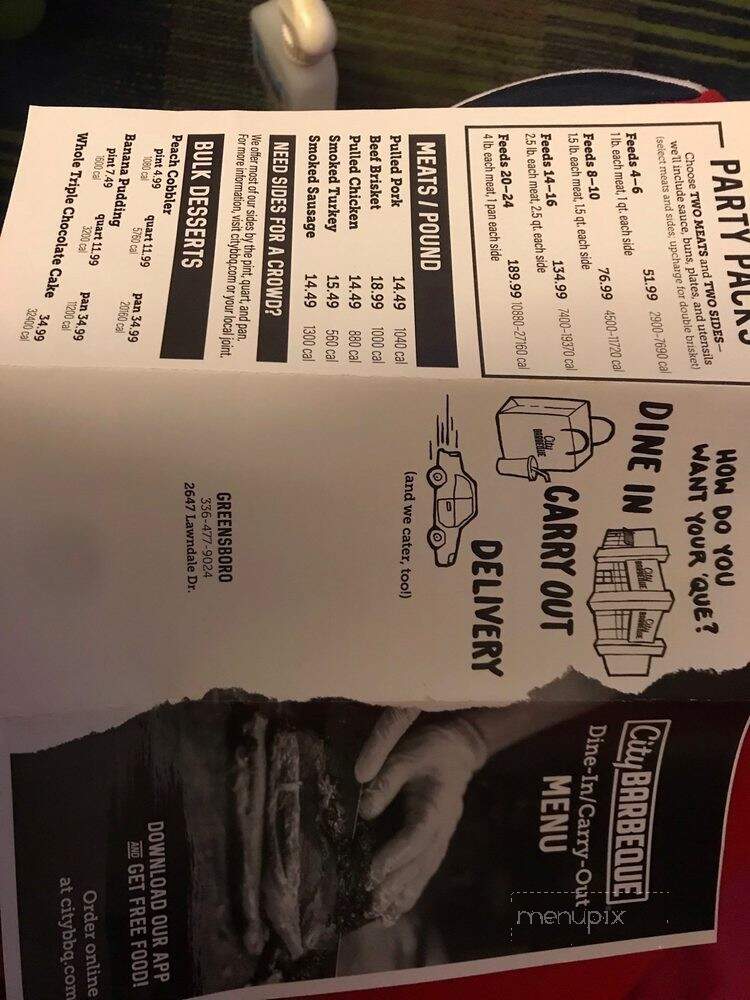 PARTY PACKS
Choose TWO MEATS and TWO SIDES—
we'll include sauce, buns, plates, and utensils
(select meats and sides; upcharge for double brisket)
Feeds 4-6 51.99 2900-7690 cal
1 lb. each meat, 1 qt. each side
Feeds 8-10 76.99 4500-11720 cal
1.5 lb. each meat, 1.5 qt. each side
Feeds 14-16 134.99 7400-19370 cal
2.5 lb. each meat, 2.5 qt. each side
Feeds 20-24 189.99 10880-27160 cal
4 lb. each meat, 1 pan each side
MEATS / POUND
Pulled Pork 14.49 1040 cal
Beef Brisket 18.99 1000 cal
Pulled Chicken 14.49 880 cal
Smoked Turkey 15.49 560 cal
Smoked Sausage 14.49 1300 cal
NEED SIDES FOR A CROWD?
We offer most of our sides by the pint, quart, and pan.
For more information, visit citybbq.com or your local joint.
BULK DESSERTS
Peach Cobbler
pint 4.99 quart 11.99 pan 34.99
1080 cal 5760 cal 20160 cal
Banana Pudding
pint 7.49 quart 11.99 pan 34.99
1600 cal 3200 cal 11200 cal
Whole Triple Chocolate Cake 34.99
32400 cal
HOW DO YOU
WANT YOUR 'QUE?
DINE IN
City
BARBEQUE
City
BARBEQUE
City
BARBEQUE
CARRY OUT
DELIVERY
(and we cater, too!)
GREENSBORO
336-477-9024
2647 Lawndale Dr.
City BARBEQUE
Dine-In/Carry-Out
MENU
DOWNLOAD OUR APP
AND GET FREE FOOD!
Order online
at citybbq.com
menupix